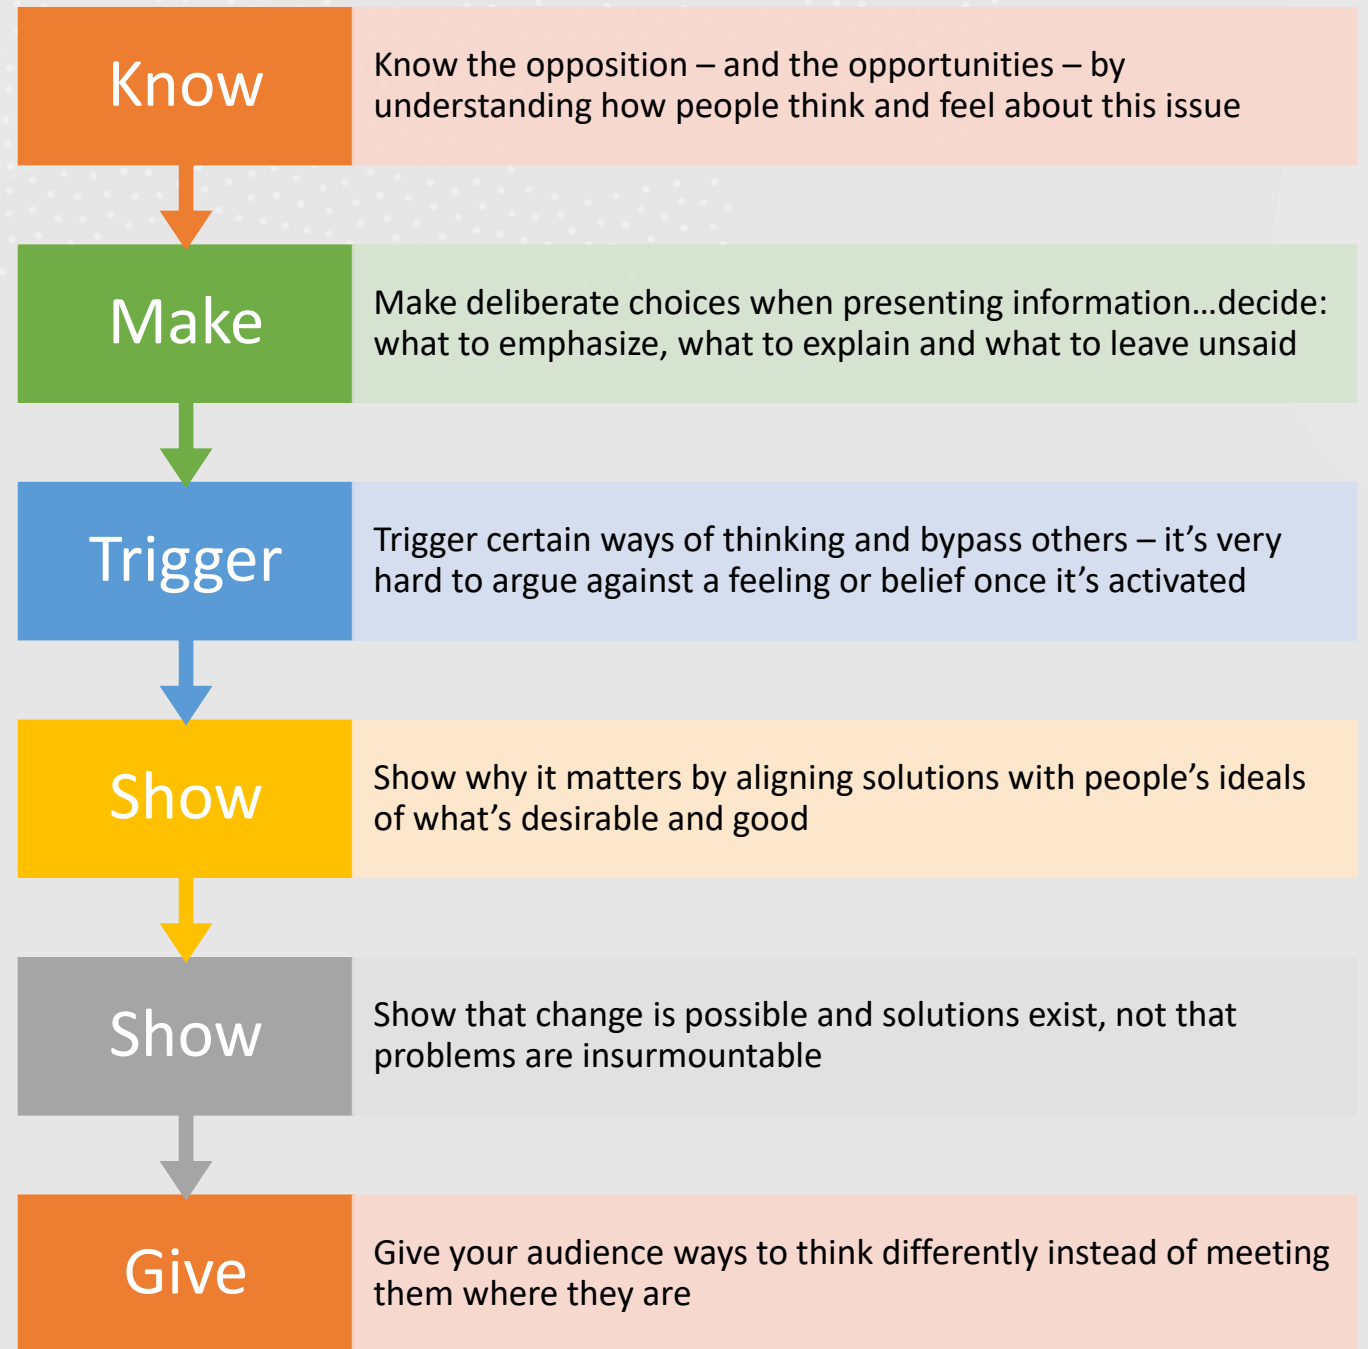 Know
Know the opposition – and the opportunities – by
understanding how people think and feel about this issue
Make
Make deliberate choices when presenting information…decide:
what to emphasize, what to explain and what to leave unsaid
Trigger
Trigger certain ways of thinking and bypass others – it’s very
hard to argue against a feeling or belief once it’s activated
Show
Show why it matters by aligning solutions with people’s ideals
of what’s desirable and good
Show
Show that change is possible and solutions exist, not that
problems are insurmountable
Give
Give your audience ways to think differently instead of meeting
them where they are